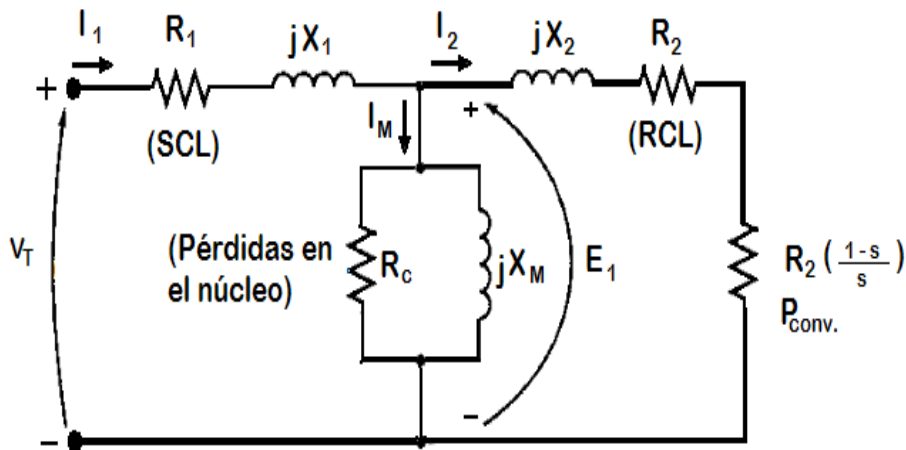 I1
R1
jX1
I2
jX2
R2
+
(SCL)
IM
+
(RCL)
VT
(Pérdidas en
el núcleo)
Rc
jXM
E1
R2 (1-s/s)
Pconv.
−
−